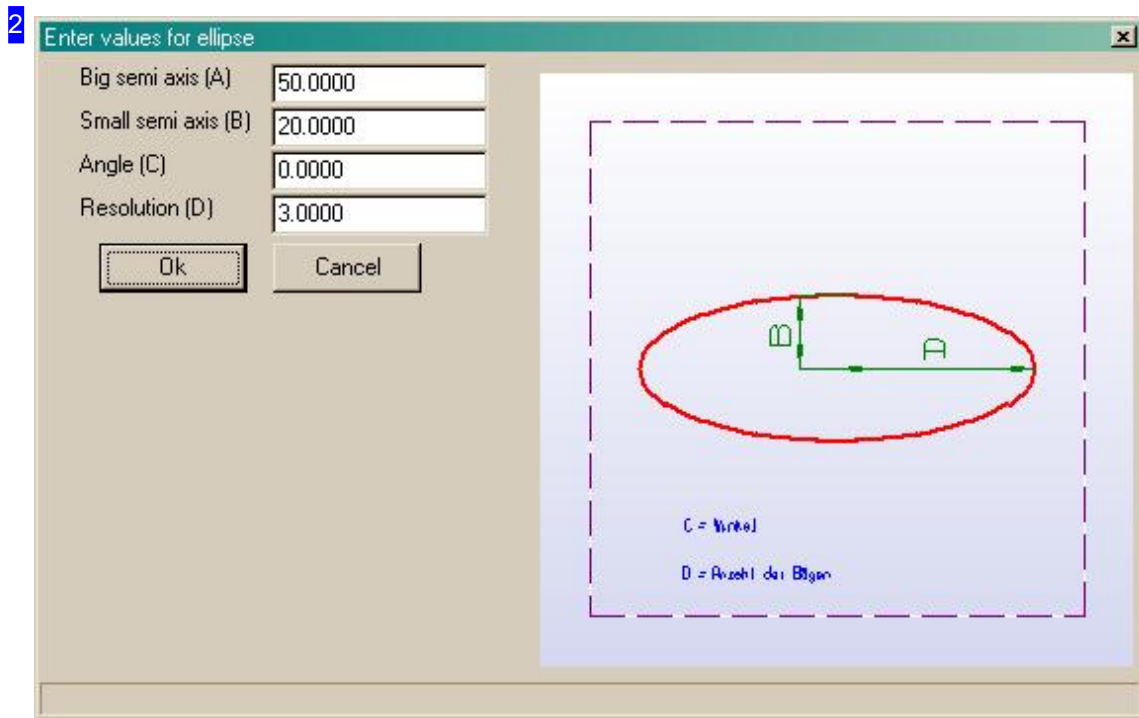 2
Enter values for ellipse
Big semi axis (A) 50.0000
Small semi axis (B) 20.0000
Angle (C) 0.0000
Resolution (D) 3.0000
Ok Cancel
B
A
C = Winkel
D = Anzahl der Bögen